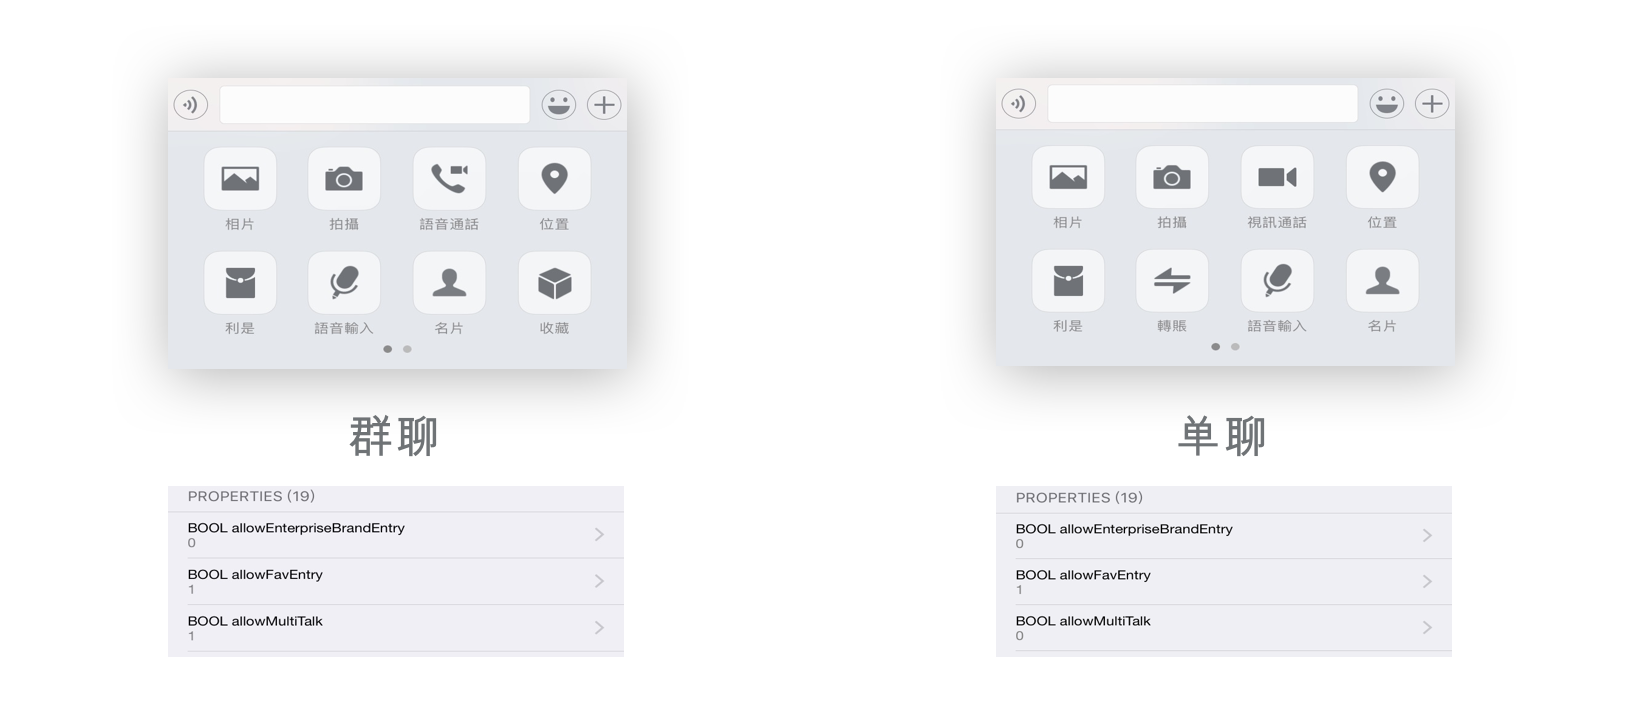 相片 拍攝 語音通話 位置
利是 語音輸入 名片 收藏
群聊
PROPERTIES (19)
BOOL allowEnterpriseBrandEntry
0
BOOL allowFavEntry
1
BOOL allowMultiTalk
1
相片 拍攝 視訊通話 位置
利是 轉賬 語音輸入 名片
单聊
PROPERTIES (19)
BOOL allowEnterpriseBrandEntry
0
BOOL allowFavEntry
1
BOOL allowMultiTalk
0